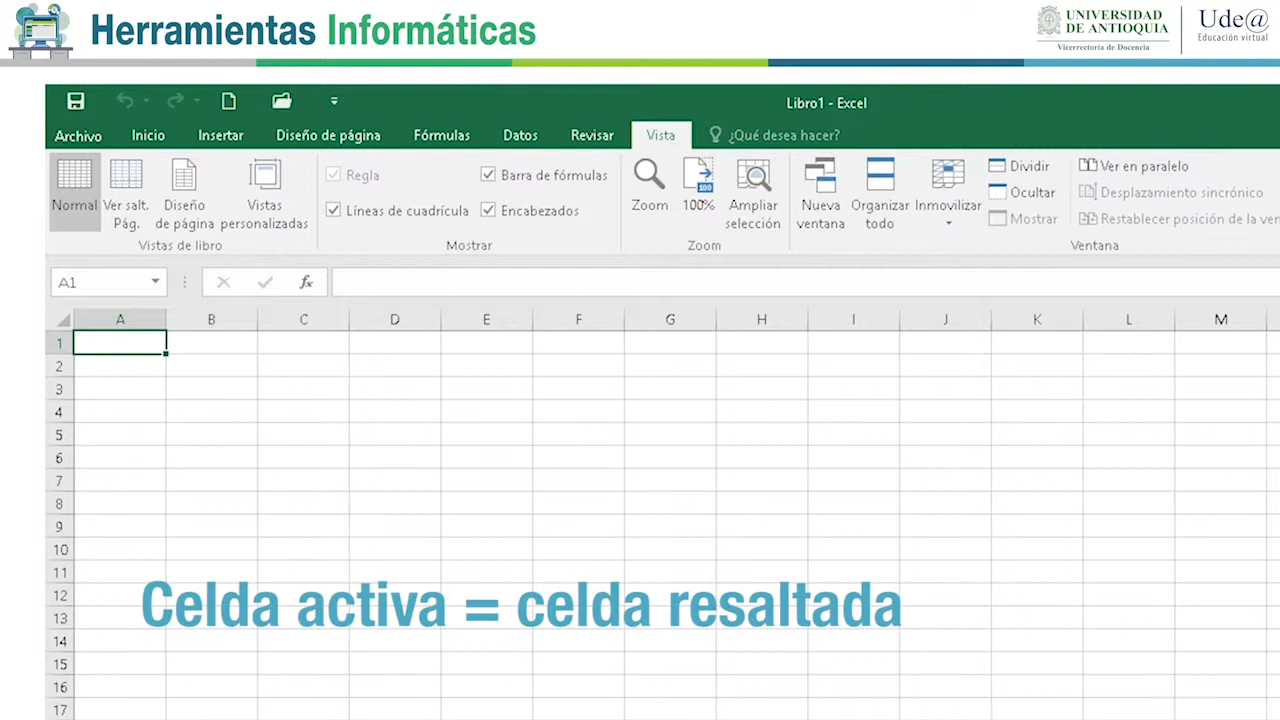 Herramientas Informáticas
UNIVERSIDAD
DE ANTIOQUIA
Vicerrectoría de Docencia
Ude@
Educación virtual
Libro1 - Excel
Archivo Inicio Insertar Diseño de página Fórmulas Datos Revisar Vista ¿Qué desea hacer?
Normal
Ver salt.
Pág.
Diseño
de página
Vistas
personalizadas
Vistas de libro
Regla
Barra de fórmulas
Líneas de cuadrícula
Encabezados
Mostrar
Zoom
100
100%
Ampliar
selección
Zoom
Nueva
ventana
Organizar
todo
Inmovilizar
Dividir
Ocultar
Mostrar
Ver en paralelo
Desplazamiento sincrónico
Restablecer posición de la ven
Ventana
A1
fx
A B C D E F G H I J K L M
1
2
3
4
5
6
7
8
9
10
11
12
13
14
15
16
17
Celda activa = celda resaltada